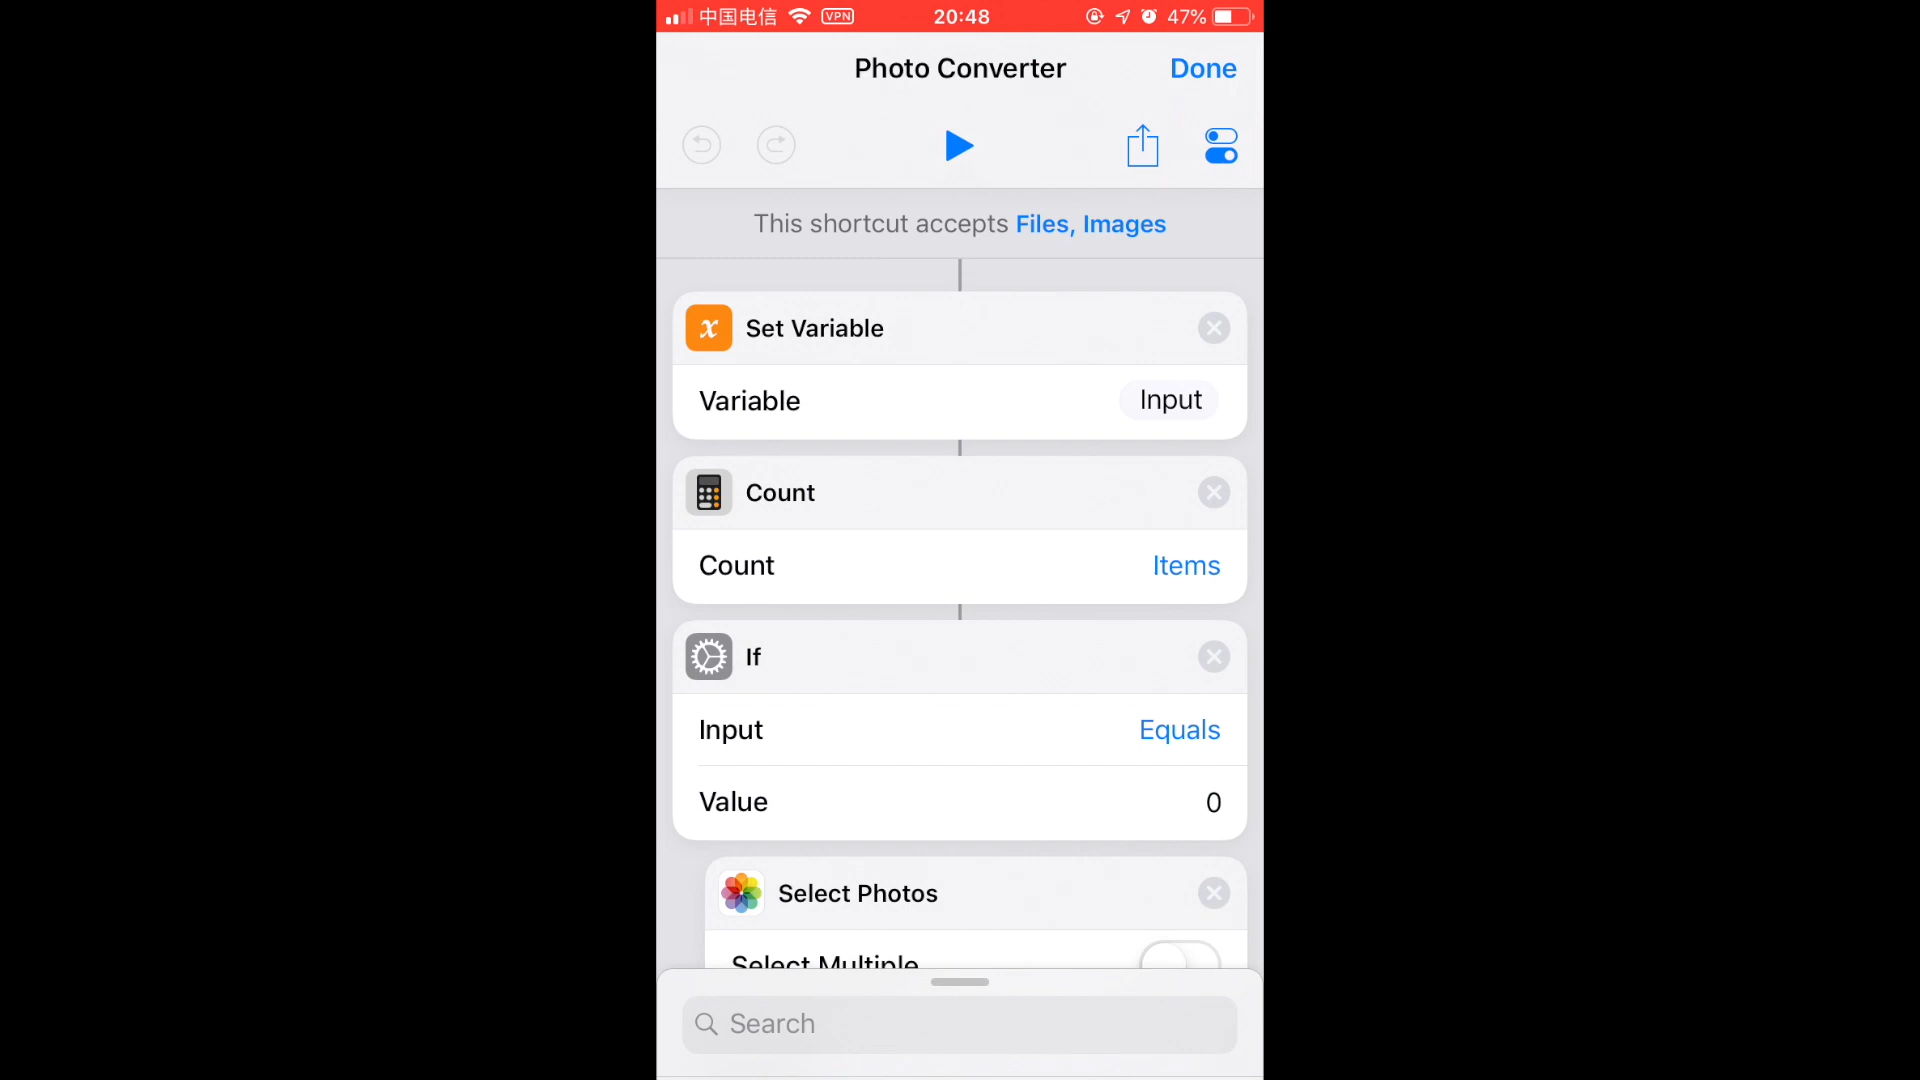 中国电信 VPN 20:48 47%
Photo Converter Done
This shortcut accepts Files, Images
x Set Variable
Variable Input
Count
Count Items
If
Input Equals
Value 0
Select Photos
Select Multiple
Search